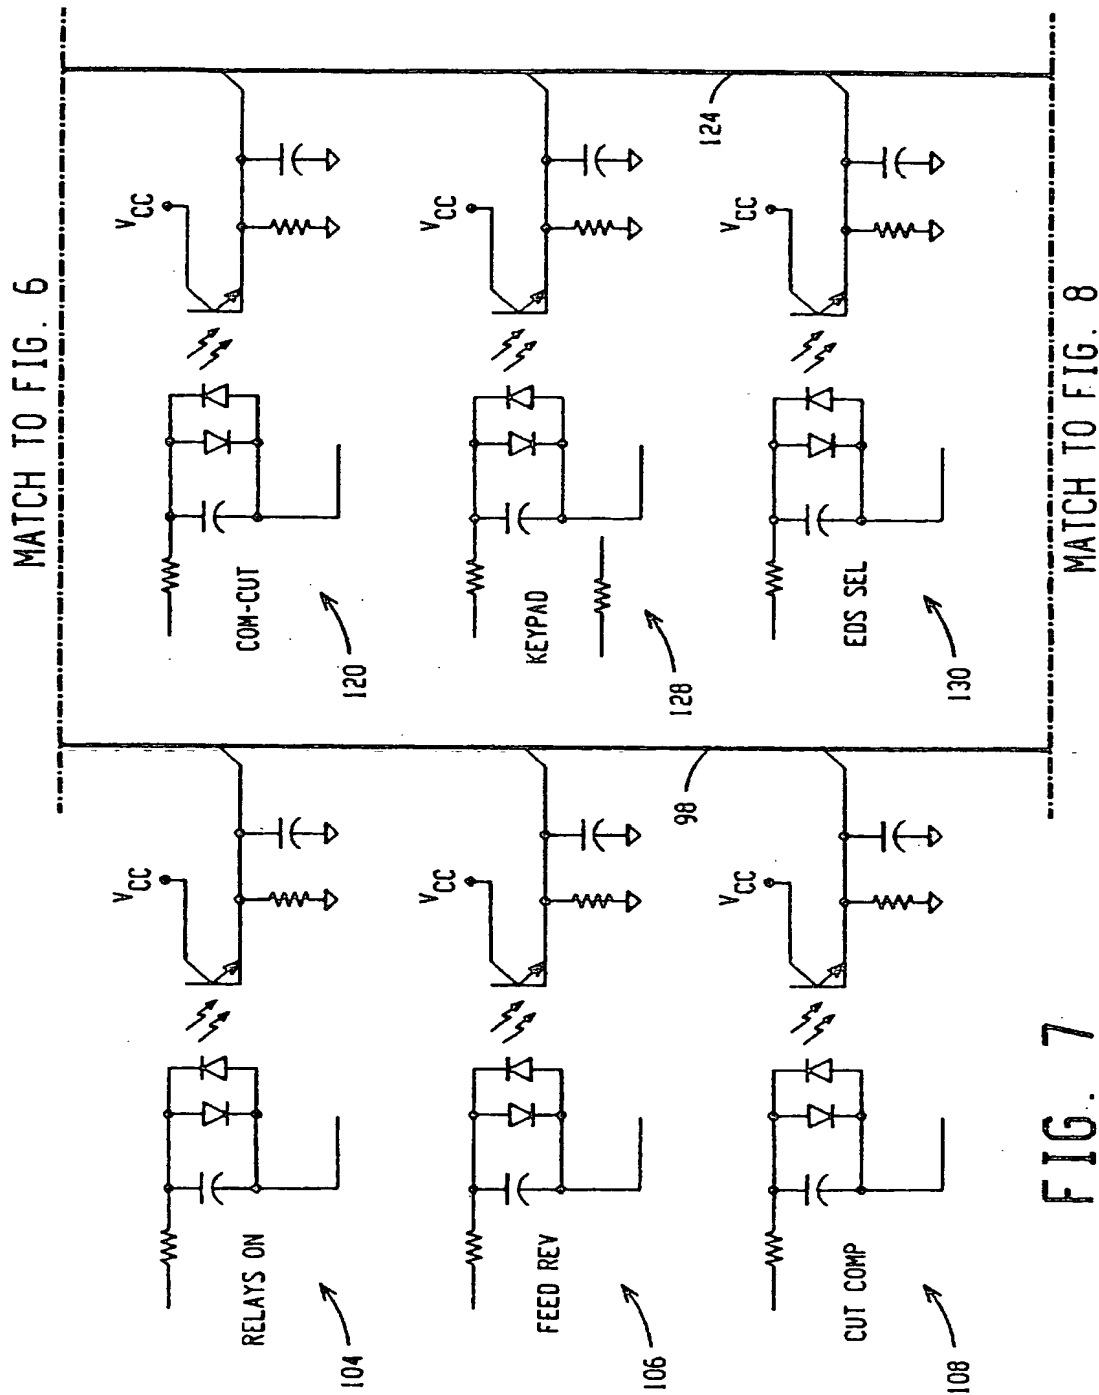 MATCH TO FIG. 6
VCC
COM-CUT
120
VCC
KEYPAD
128
124
VCC
EDS SEL
130
VCC
RELAYS ON
104
VCC
FEED REV
106
98
VCC
CUT COMP
108
MATCH TO FIG. 8
FIG. 7